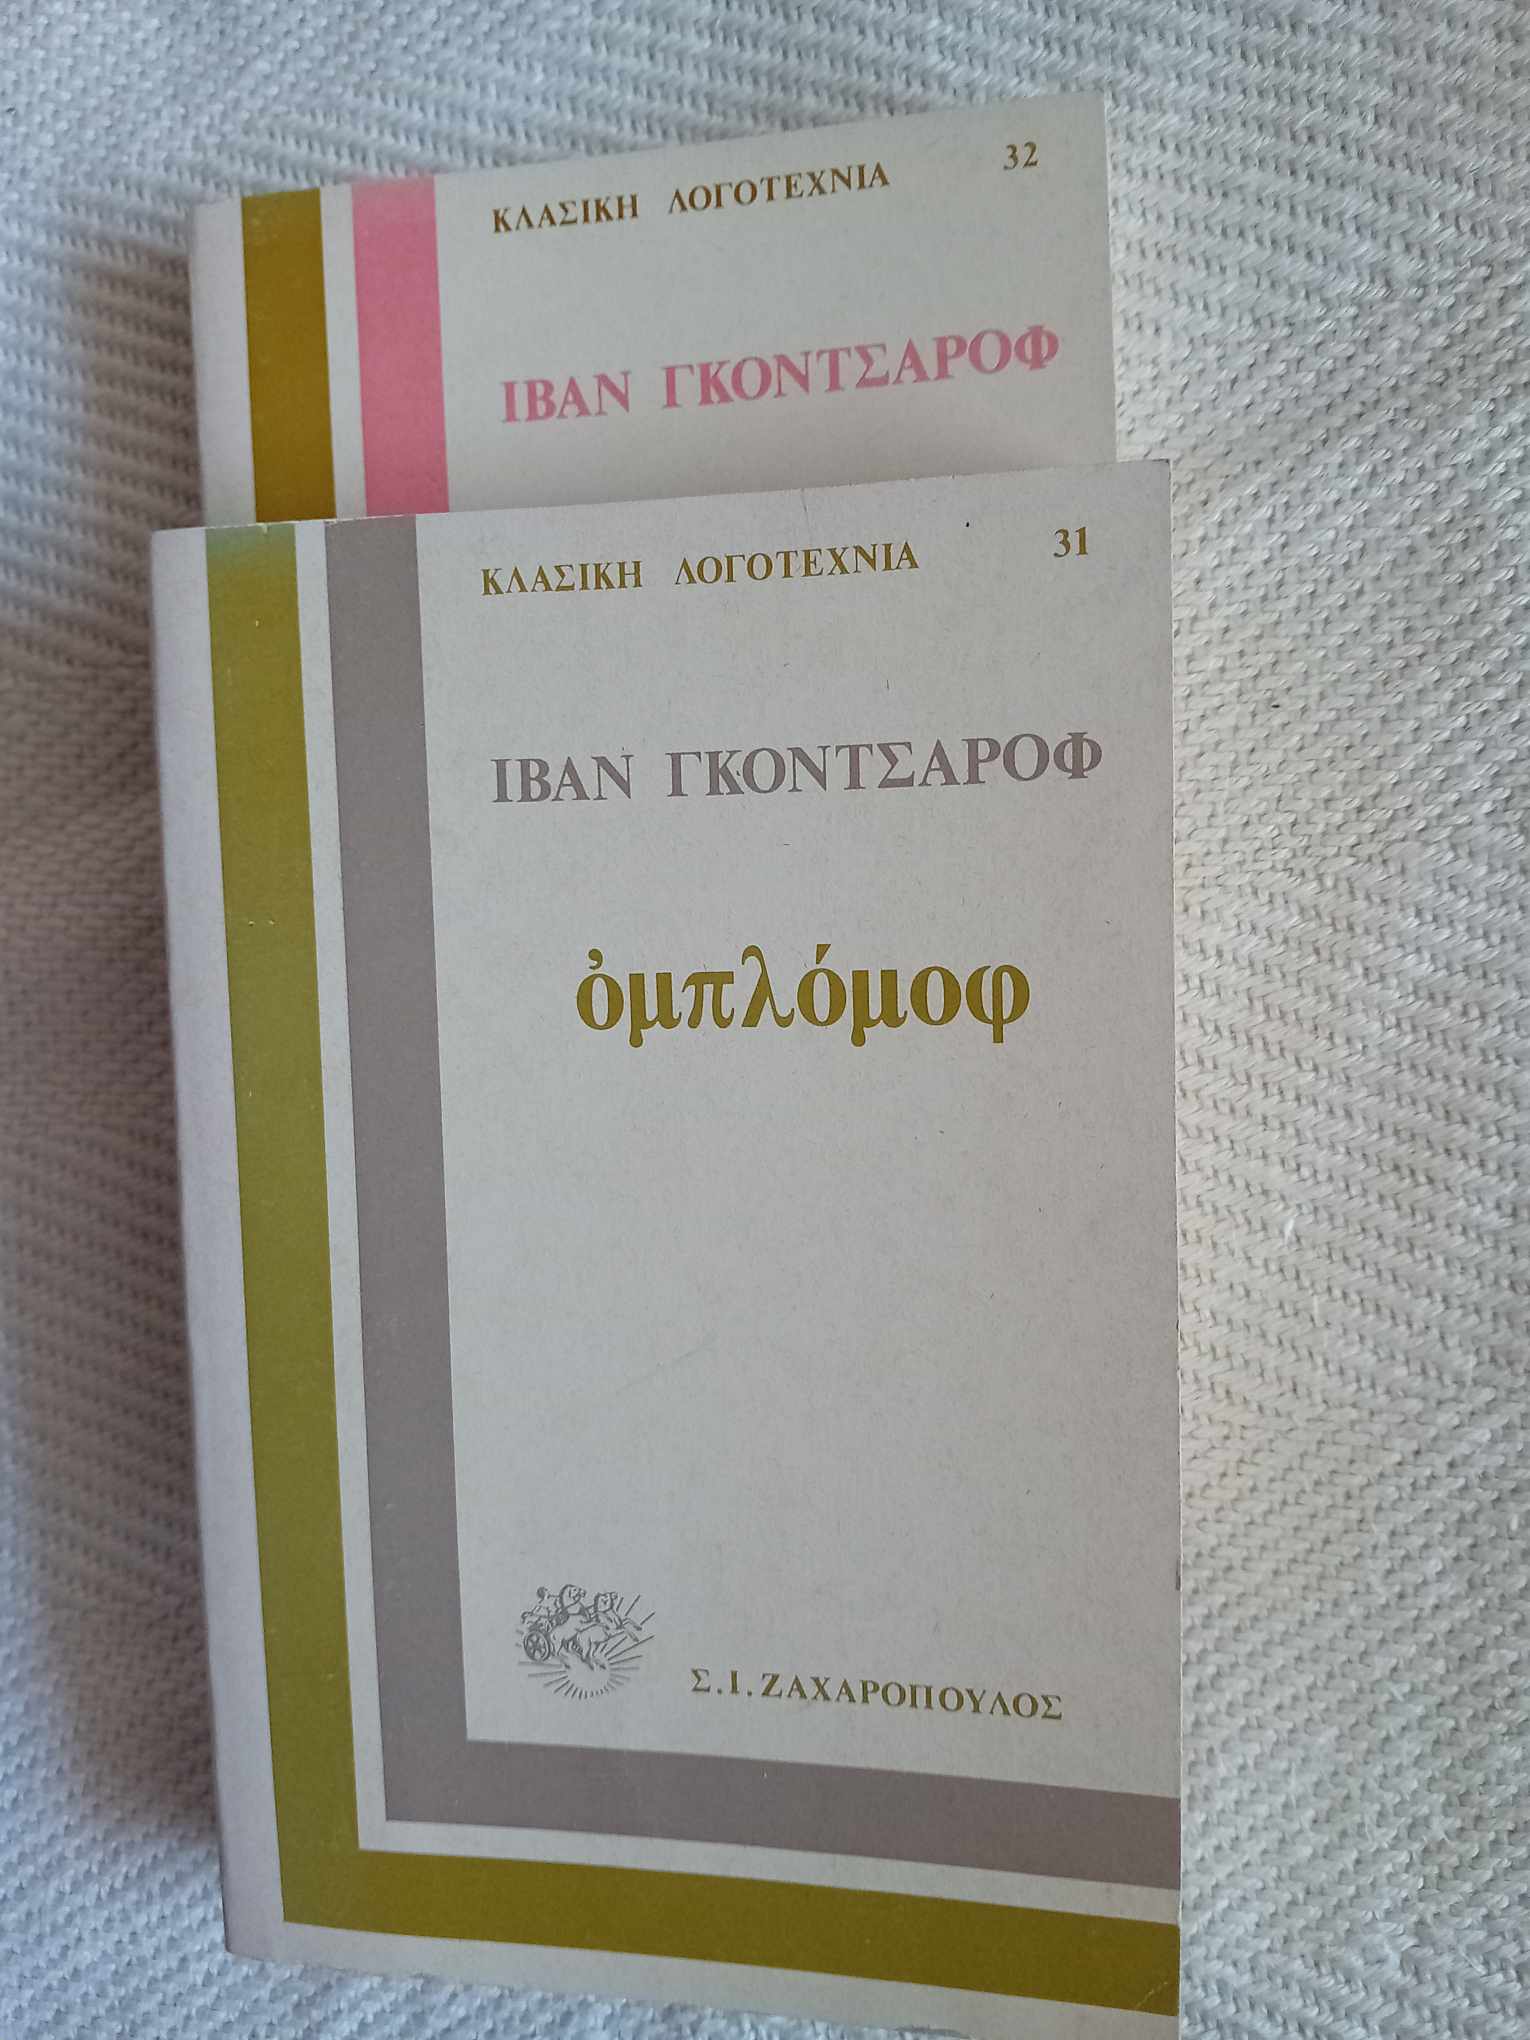 ΚΛΑΣΙΚΗ ΛΟΓΟΤΕΧΝΙΑ 32
ΙΒΑΝ ΓΚΟΝΤΣΑΡΟΦ
ΚΛΑΣΙΚΗ ΛΟΓΟΤΕΧΝΙΑ 31
ΙΒΑΝ ΓΚΟΝΤΣΑΡΟΦ
ὀμπλόμοφ
Σ.Ι.ΖΑΧΑΡΟΠΟΥΛΟΣ